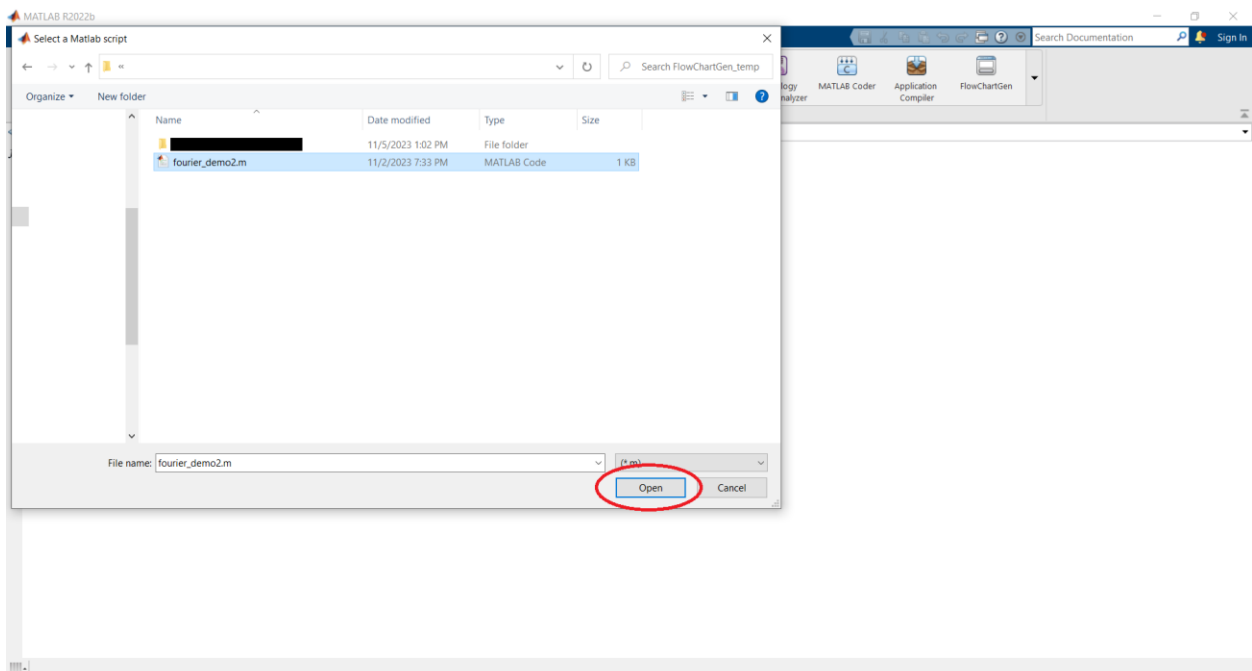 MATLAB R2022b
Select a Matlab script
Search Documentation
Sign In
«
Search FlowChartGen_temp
Organize
New folder
logy
nalyzer
MATLAB Coder
Application
Compiler
FlowChartGen
Name Date modified Type Size
11/5/2023 1:02 PM File folder
fourier_demo2.m 11/2/2023 7:33 PM MATLAB Code 1 KB
File name: fourier_demo2.m (*.m)
Open Cancel